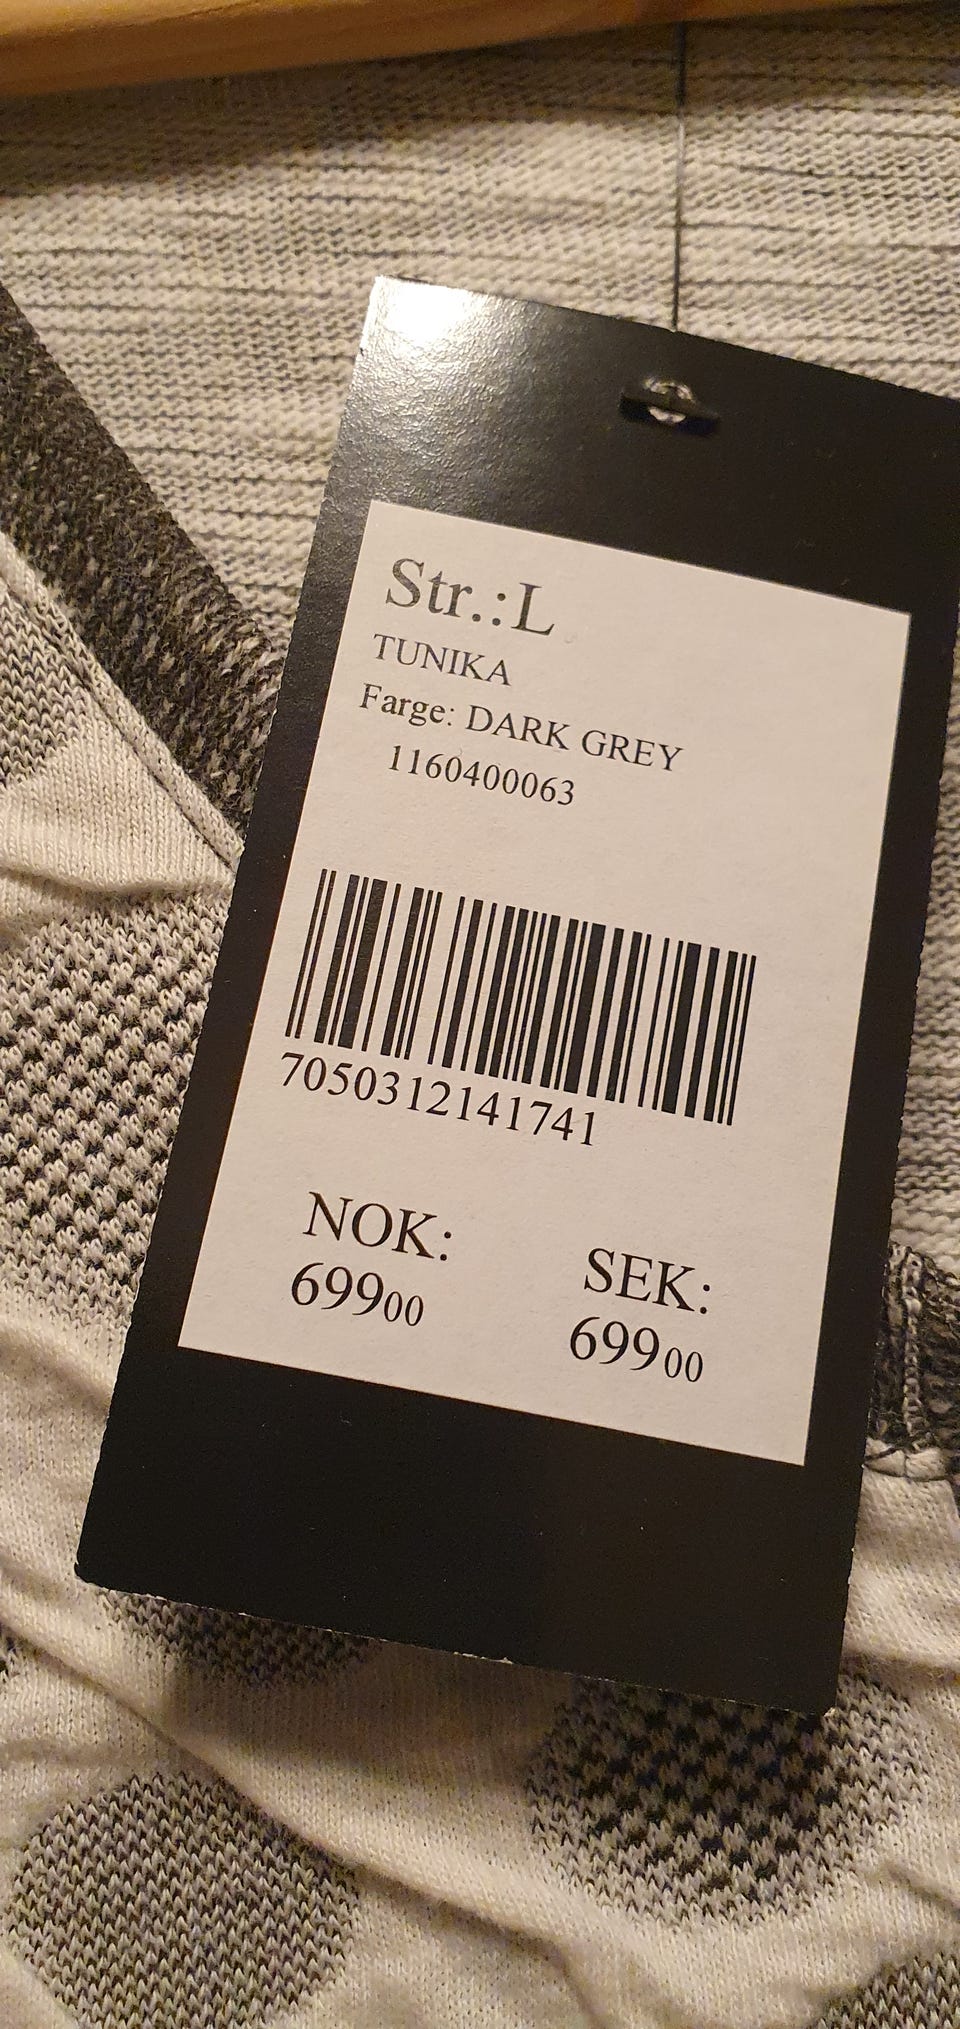 Str.:L
TUNIKA
Farge: DARK GREY
1160400063
7050312141741
NOK: SEK:
69900 69900